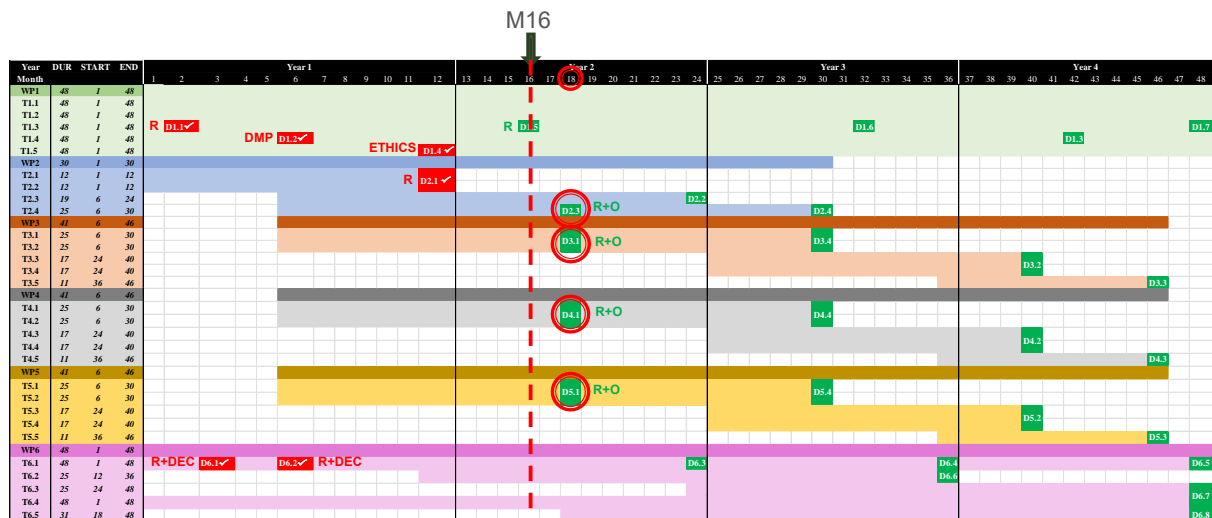 M16
Year DUR START END Year 1 Year 2 Year 3 Year 4
Month 1 2 3 4 5 6 7 8 9 10 11 12 13 14 15 16 17 18 19 20 21 22 23 24 25 26 27 28 29 30 31 32 33 34 35 36 37 38 39 40 41 42 43 44 45 46 47 48
WP1 48 1 48
T1.1 48 1 48
T1.2 48 1 48
T1.3 48 1 48 R D1.1✓ R D1.5 D1.6 D1.7
T1.4 48 1 48 DMP D1.2✓ D1.3
T1.5 48 1 48 ETHICS D1.4 ✓
WP2 30 1 30
T2.1 12 1 12
T2.2 12 1 12 R D2.1 ✓
T2.3 19 6 24 D2.2
T2.4 25 6 30 D2.3 R+O D2.4
WP3 41 6 46
T3.1 25 6 30
T3.2 25 6 30 D3.1 R+O D3.4
T3.3 17 24 40
T3.4 17 24 40 D3.2
T3.5 11 36 46 D3.3
WP4 41 6 46
T4.1 25 6 30
T4.2 25 6 30 D4.1 R+O D4.4
T4.3 17 24 40
T4.4 17 24 40 D4.2
T4.5 11 36 46 D4.3
WP5 41 6 46
T5.1 25 6 30
T5.2 25 6 30 D5.1 R+O D5.4
T5.3 17 24 40
T5.4 17 24 40 D5.2
T5.5 11 36 46 D5.3
WP6 48 1 48
T6.1 48 1 48 R+DEC D6.1✓ D6.2✓ R+DEC D6.3 D6.4 D6.5
T6.2 25 12 36 D6.6
T6.3 25 24 48
T6.4 48 1 48 D6.7
T6.5 31 18 48 D6.8